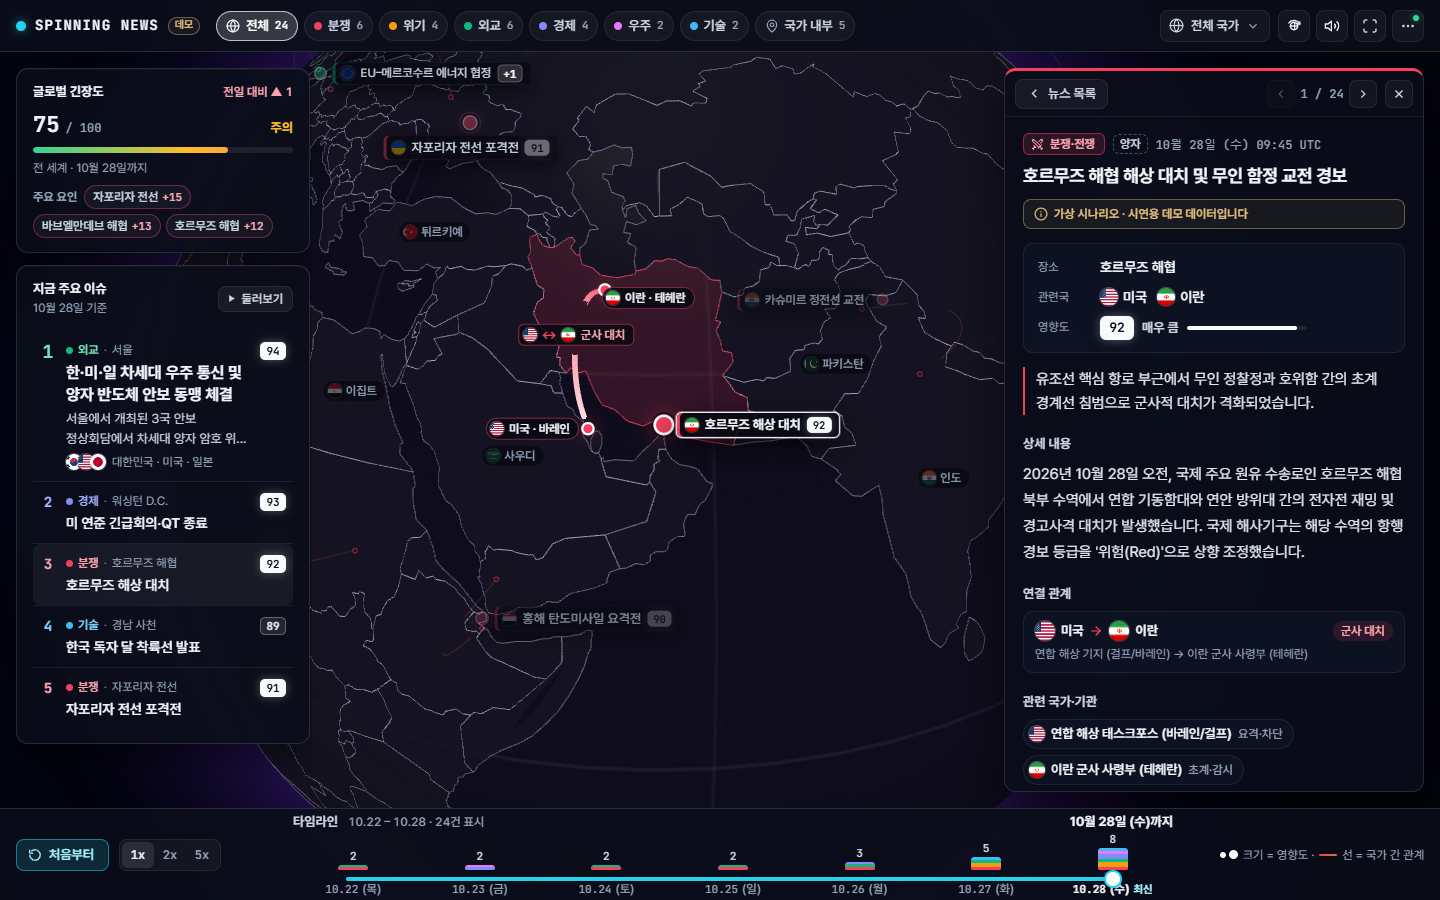 SPINNING NEWS 데모 전체 24 분쟁 6 위기 4 외교 6 경제 4 우주 2 기술 2 국가 내부 5 전체 국가
글로벌 긴장도 전일 대비 ▲ 1
75 / 100 주의
전 세계 · 10월 28일까지
주요 요인 자포리자 전선 +15
바브엘만데브 해협 +13 호르무즈 해협 +12
지금 주요 이슈
10월 28일 기준
둘러보기
1 외교 · 서울 94
한·미·일 차세대 우주 통신 및
양자 반도체 안보 동맹 체결
서울에서 개최된 3국 안보
정상회담에서 차세대 양자 암호 위...
대한민국 · 미국 · 일본
2 경제 · 워싱턴 D.C. 93
미 연준 긴급회의·QT 종료
3 분쟁 · 호르무즈 해협 92
호르무즈 해상 대치
4 기술 · 경남 사천 89
한국 독자 달 착륙선 발표
5 분쟁 · 자포리자 전선 91
자포리자 전선 포격전
EU-메르코수르 에너지 협정 +1
자포리자 전선 포격전 91
튀르키예
이란 · 테헤란
카슈미르 정전선 교전
↔ 군사 대치
파키스탄
이집트
호르무즈 해상 대치 92
미국 · 바레인
사우디
인도
홍해 탄도미사일 요격전 90
뉴스 목록 1 / 24
분쟁·전쟁 양자 10월 28일 (수) 09:45 UTC
호르무즈 해협 해상 대치 및 무인 함정 교전 경보
가상 시나리오 · 시연용 데모 데이터입니다
장소 호르무즈 해협
관련국 미국 이란
영향도 92 매우 큼
유조선 핵심 항로 부근에서 무인 정찰정과 호위함 간의 초계
경계선 침범으로 군사적 대치가 격화되었습니다.
상세 내용
2026년 10월 28일 오전, 국제 주요 원유 수송로인 호르무즈 해협
북부 수역에서 연합 기동함대와 연안 방위대 간의 전자전 재밍 및
경고사격 대치가 발생했습니다. 국제 해사기구는 해당 수역의 항행
경보 등급을 '위험(Red)'으로 상향 조정했습니다.
연결 관계
미국 → 이란 군사 대치
연합 해상 기지 (걸프/바레인) → 이란 군사 사령부 (테헤란)
관련 국가·기관
연합 해상 태스크포스 (바레인/걸프) 요격·차단
이란 군사 사령부 (테헤란) 초계·감시
타임라인 10.22 – 10.28 · 24건 표시 10월 28일 (수)까지
처음부터 1x 2x 5x
2 2 2 2 3 5 8
크기 = 영향도 · 선 = 국가 간 관계
10.22 (목) 10.23 (금) 10.24 (토) 10.25 (일) 10.26 (월) 10.27 (화) 10.28 (수) 최신